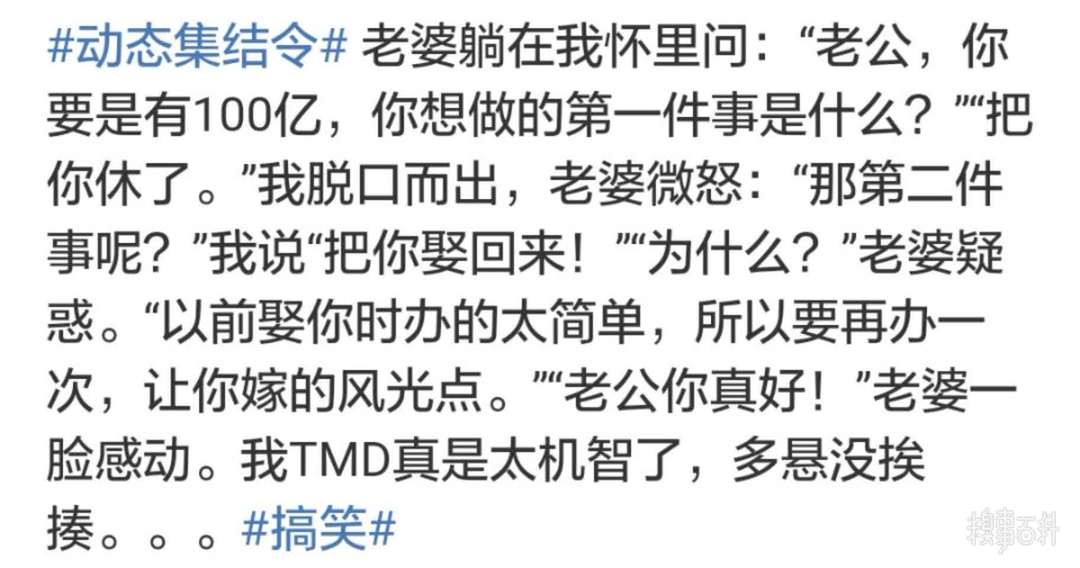 #动态集结令# 老婆躺在我怀里问：“老公，你
要是有100亿，你想做的第一件事是什么？”“把
你休了。”我脱口而出，老婆微怒：“那第二件
事呢？”我说“把你娶回来！”“为什么？”老婆疑
惑。“以前娶你时办的太简单，所以要再办一
次，让你嫁的风光点。”“老公你真好！”老婆一
脸感动。我TMD真是太机智了，多悬没挨
揍。。。#搞笑#
糗事百科